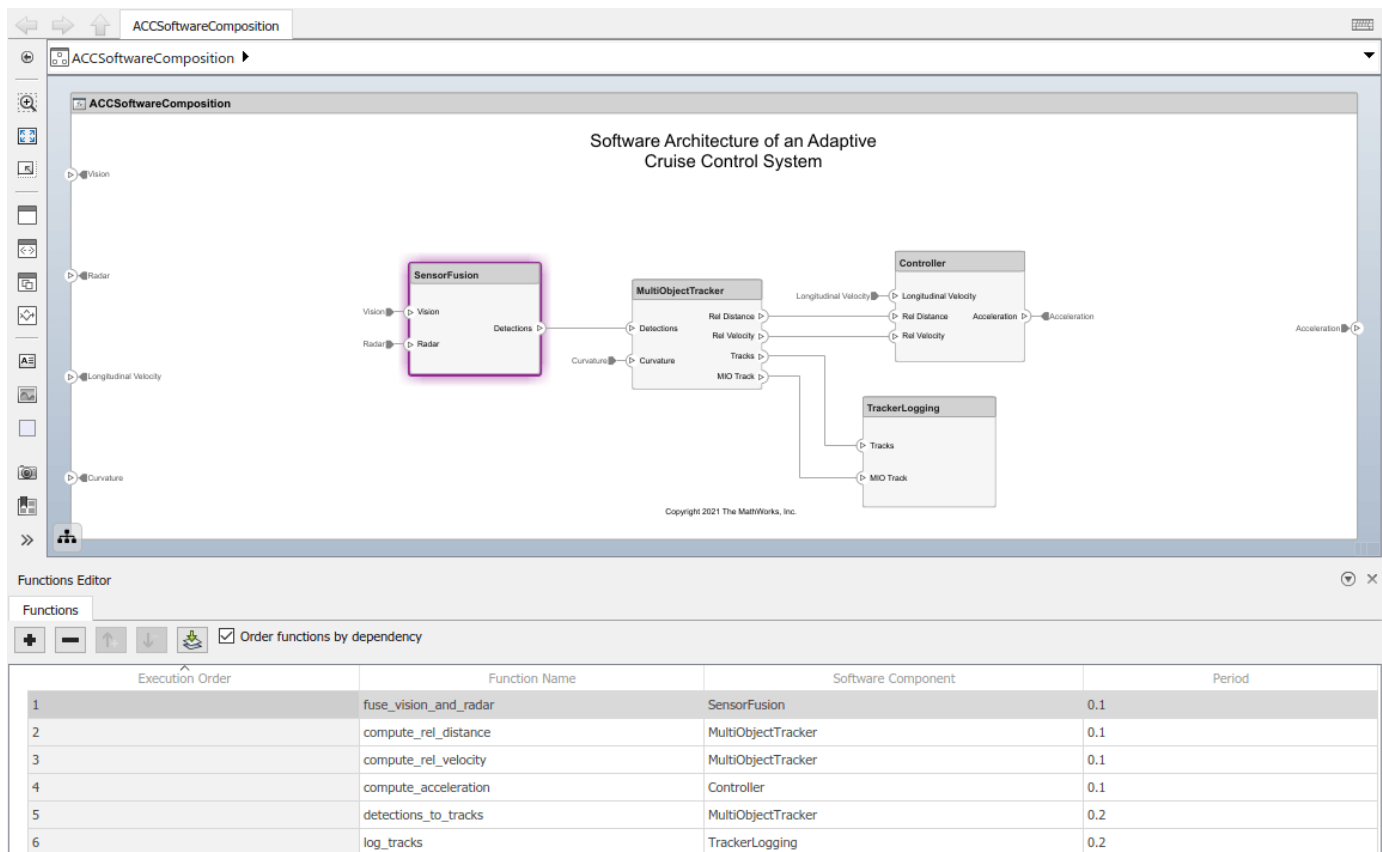 ACCSoftwareComposition
ACCSoftwareComposition
ACCSoftwareComposition
Software Architecture of an Adaptive
Cruise Control System
Vision
Radar
Longitudinal Velocity
Curvature
SensorFusion
Vision
Vision
Radar
Radar
Detections
MultiObjectTracker
Detections
Curvature
Curvature
Rel Distance
Rel Velocity
Tracks
MIO Track
Controller
Longitudinal Velocity
Longitudinal Velocity
Rel Distance
Rel Velocity
Acceleration
Acceleration
Acceleration
TrackerLogging
Tracks
MIO Track
Copyright 2021 The MathWorks, Inc.
Functions Editor
Functions
Order functions by dependency
Execution Order Function Name Software Component Period
1 fuse_vision_and_radar SensorFusion 0.1
2 compute_rel_distance MultiObjectTracker 0.1
3 compute_rel_velocity MultiObjectTracker 0.1
4 compute_acceleration Controller 0.1
5 detections_to_tracks MultiObjectTracker 0.2
6 log_tracks TrackerLogging 0.2